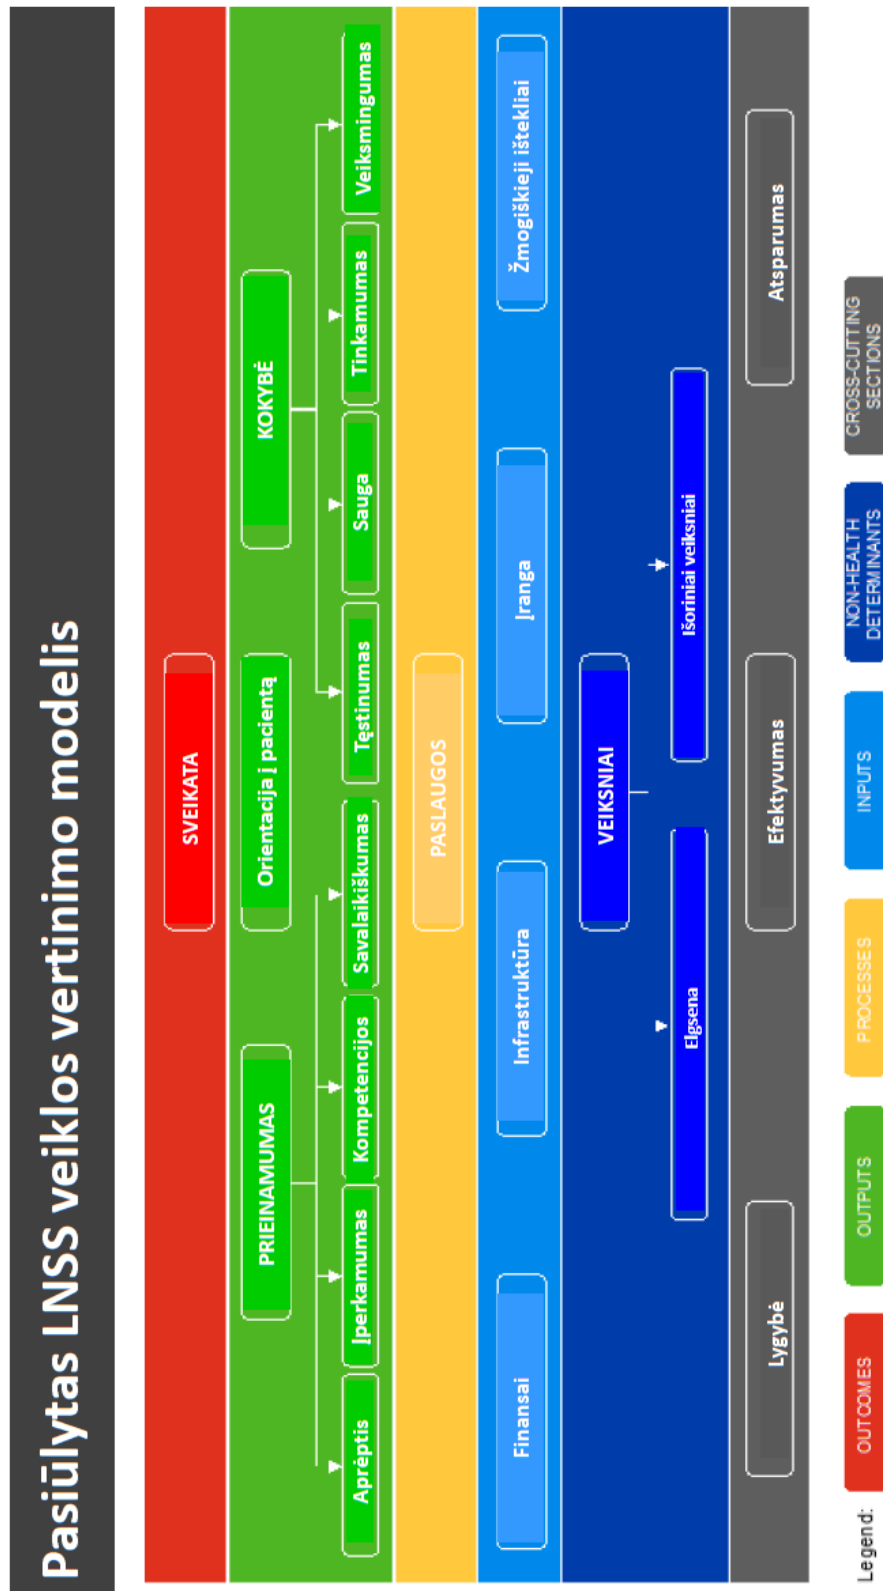 Pasiūlytas LNSS veiklos vertinimo modelis
SVEIKATA
PRIEINAMUMAS
Orientacija į pacientą
KOKYBĖ
Aprėptis
Įperkamumas
Kompetencijos
Savalaikiškumas
Tęstinumas
Sauga
Tinkamumas
Veiksmingumas
PASLAUGOS
Finansai
Infrastruktūra
Įranga
Žmogiškieji ištekliai
VEIKSNIAI
Elgsena
Išoriniai veiksniai
Lygybė
Efektyvumas
Atsparumas
Legend:
OUTCOMES
OUTPUTS
PROCESSES
INPUTS
NON-HEALTH
DETERMINANTS
CROSS-CUTTING
SECTIONS